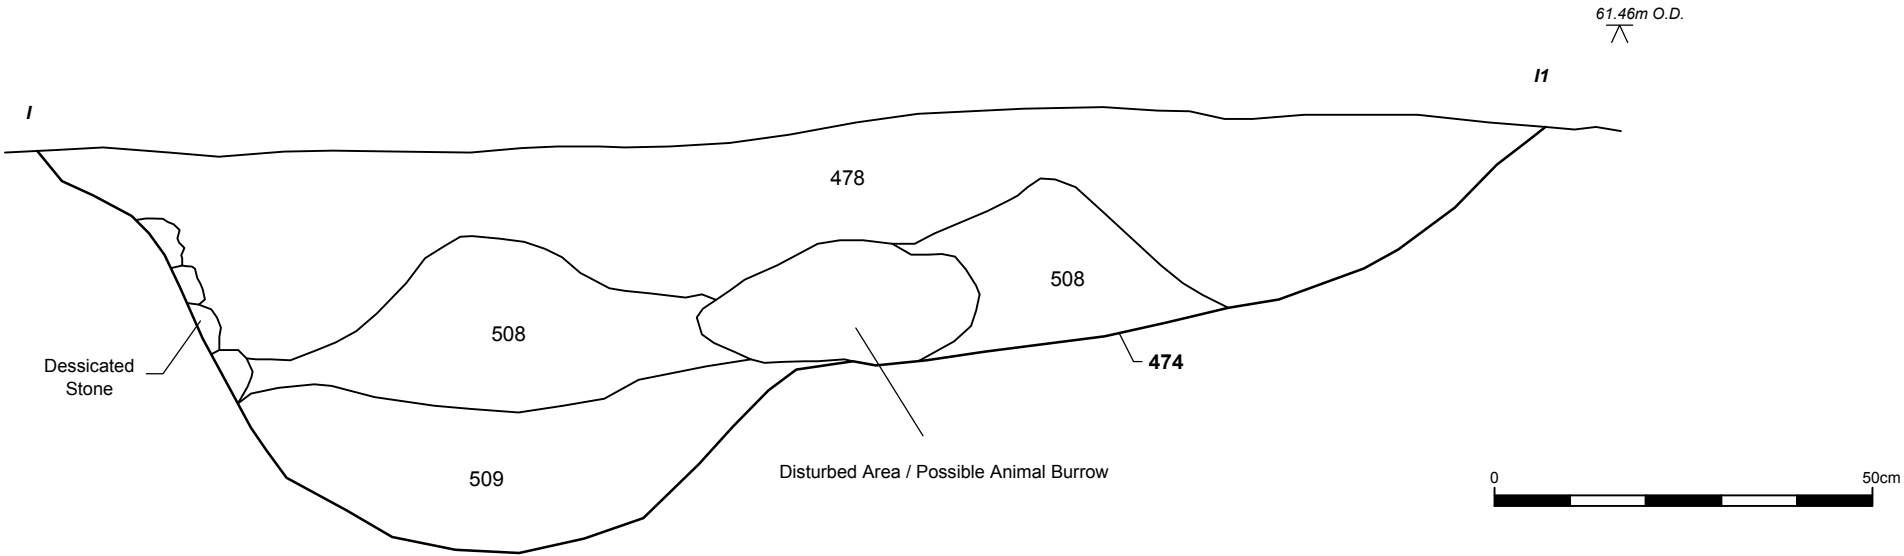 61.46m O.D.
I1
I
478
508
508
Dessicated
Stone
474
509
Disturbed Area / Possible Animal Burrow
0 50cm